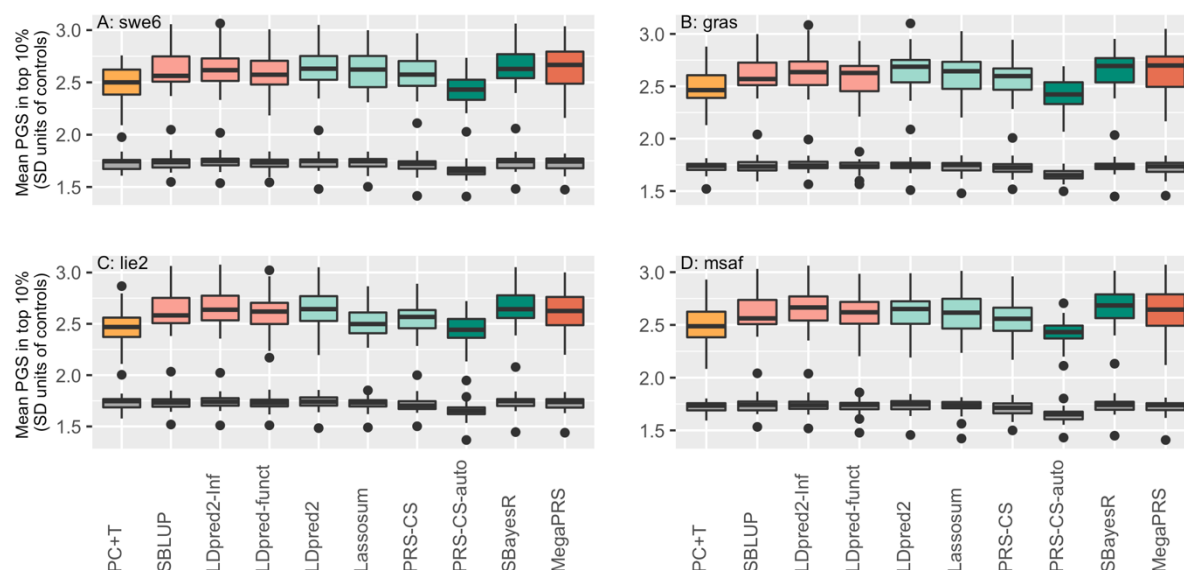 A: swe6
B: gras
Mean PGS in top 10%
(SD units of controls)
3.0
2.5
2.0
1.5
3.0
2.5
2.0
1.5
C: lie2
D: msaf
Mean PGS in top 10%
(SD units of controls)
3.0
2.5
2.0
1.5
3.0
2.5
2.0
1.5
PC+T
SBLUP
LDpred2-Inf
LDpred-funct
LDpred2
Lassosum
PRS-CS
PRS-CS-auto
SBayesR
MegaPRS
PC+T
SBLUP
LDpred2-Inf
LDpred-funct
LDpred2
Lassosum
PRS-CS
PRS-CS-auto
SBayesR
MegaPRS